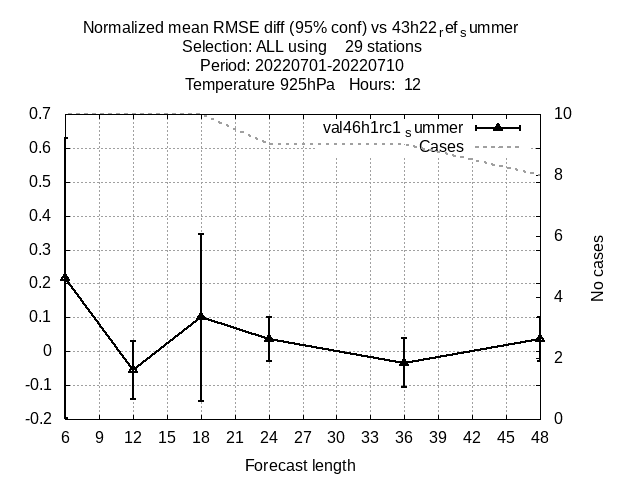 Normalized mean RMSE diff (95% conf) vs 43h22refsummer
Selection: ALL using 29 stations
Period: 20220701-20220710
Temperature 925hPa Hours: 12
val46h1rc1summer
Cases
0.7
0.6
0.5
0.4
0.3
0.2
0.1
0
-0.1
-0.2
10
8
6
4
2
0
No cases
6 9 12 15 18 21 24 27 30 33 36 39 42 45 48
Forecast length